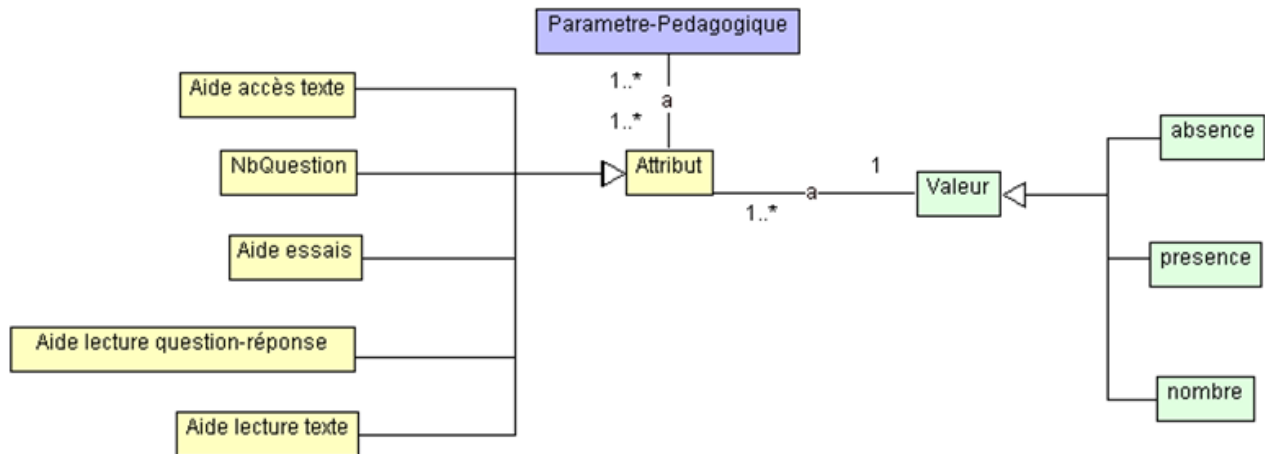 Parametre-Pedagogique
1..*
a
1..*
Aide accès texte
NbQuestion
Aide essais
Aide lecture question-réponse
Aide lecture texte
Attribut
1..*
a
1
Valeur
absence
presence
nombre